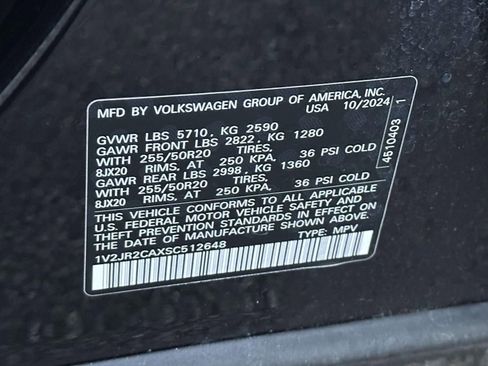 MFD BY VOLKSWAGEN GROUP OF AMERICA, INC.
USA 10/2024
GVWR LBS 5710 . KG 2590
GAWR FRONT LBS 2822 . KG 1280
WITH 255/50R20 TIRES,
8JX20 RIMS, AT 250 KPA, 36 PSI COLD
GAWR REAR LBS 2998 . KG 1360
WITH 255/50R20 TIRES,
8JX20 RIMS, AT 250 KPA, 36 PSI COLD
THIS VEHICLE CONFORMS TO ALL APPLICABLE
U.S. FEDERAL MOTOR VEHICLE SAFETY AND
THEFT PREVENTION STANDARDS IN EFFECT ON
THE DATE OF MANUFACTURE SHOWN ABOVE.
1V2JR2CAXSC512648 TYPE: MPV
4510403 1